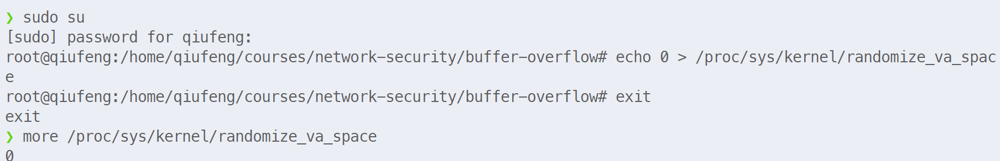 ❯ sudo su
[sudo] password for qiufeng:
root@qiufeng:/home/qiufeng/courses/network-security/buffer-overflow# echo 0 > /proc/sys/kernel/randomize_va_spac
e
root@qiufeng:/home/qiufeng/courses/network-security/buffer-overflow# exit
exit
❯ more /proc/sys/kernel/randomize_va_space
0